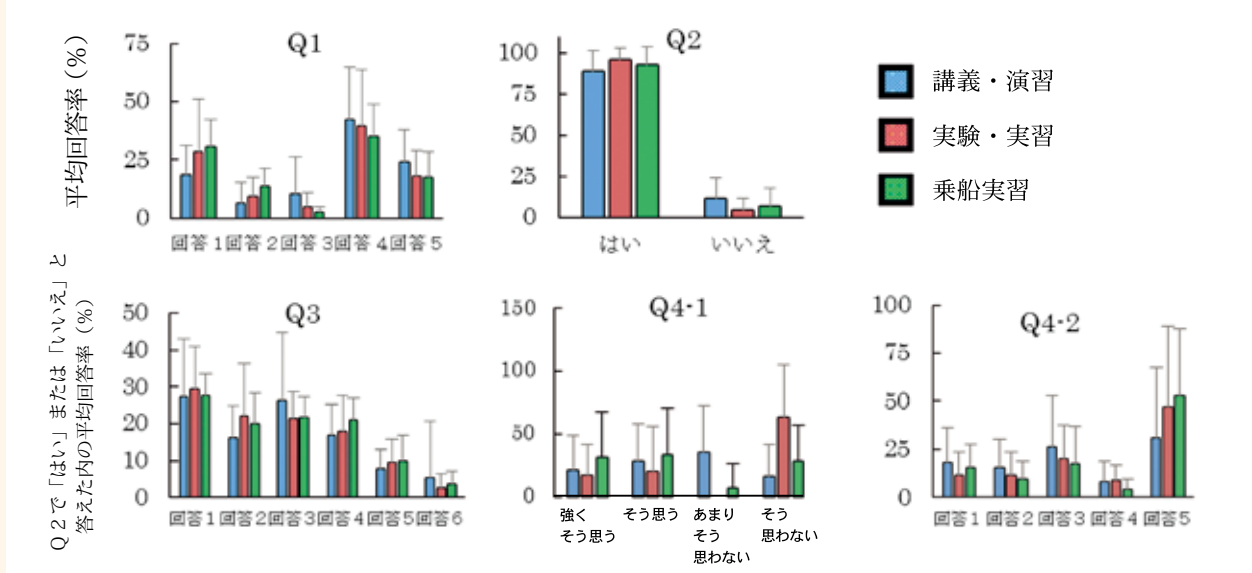 平均回答率(%)
Q1
75
50
25
0
回答1 回答2 回答3 回答4 回答5
Q2
100
75
50
25
0
はい いいえ
講義・演習
実験・実習
乗船実習
Q2で「はい」または「いいえ」と
答えた内の平均回答率(%)
Q3
50
40
30
20
10
0
回答1 回答2 回答3 回答4 回答5 回答6
Q4-1
150
100
50
0
強く
そう思う
そう思う
あまり
そう
思わない
そう
思わない
Q4-2
100
75
50
25
0
回答1 回答2 回答3 回答4 回答5